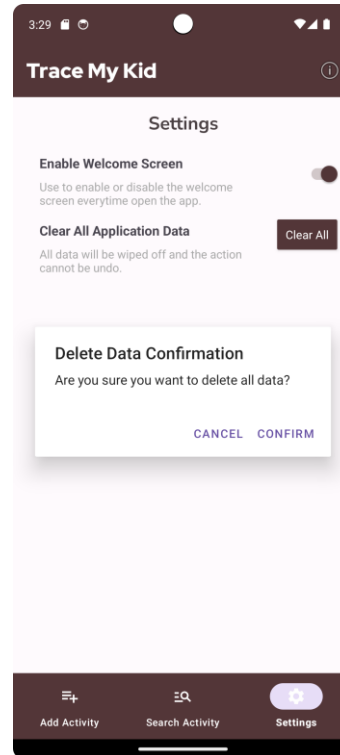 3:29
Trace My Kid
Settings
Enable Welcome Screen
Use to enable or disable the welcome
screen everytime open the app.
Clear All Application Data
Clear All
All data will be wiped off and the action
cannot be undo.
Delete Data Confirmation
Are you sure you want to delete all data?
CANCEL CONFIRM
Add Activity Search Activity Settings